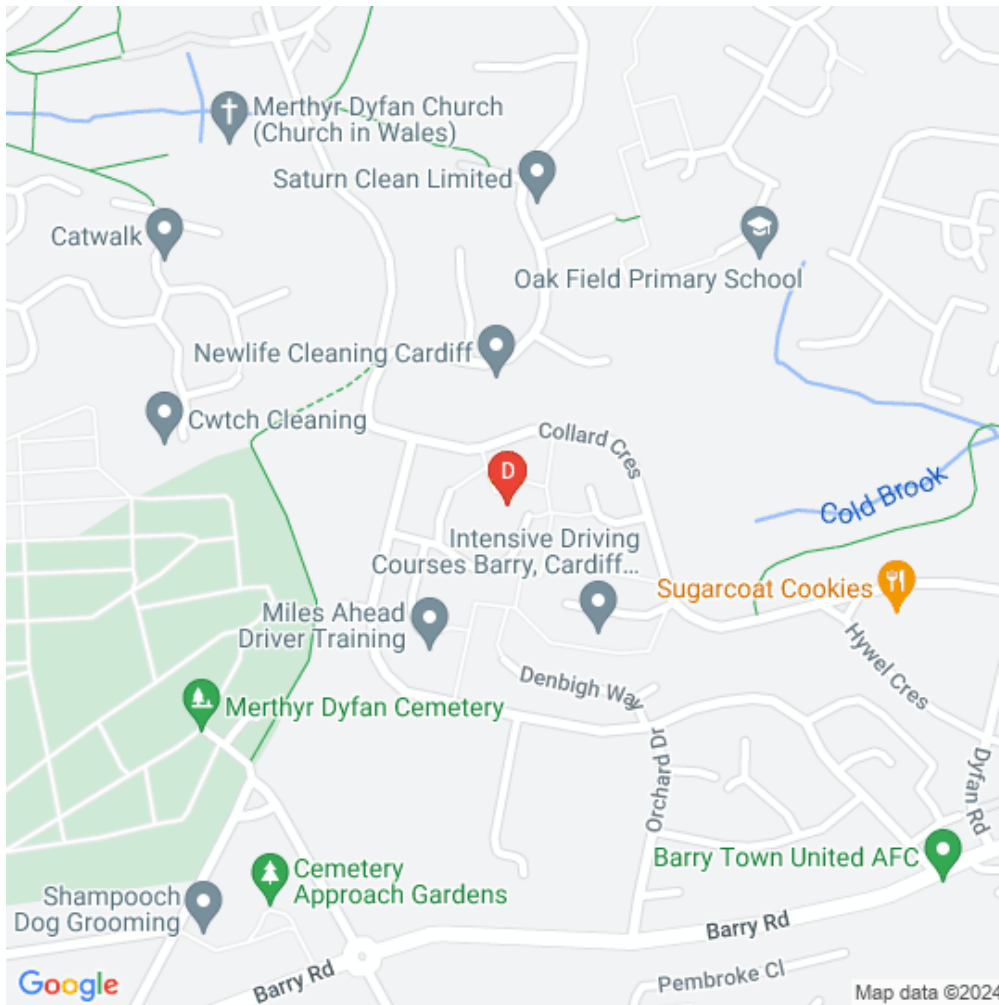 Merthyr Dyfan Church
(Church in Wales)
Saturn Clean Limited
Catwalk
Oak Field Primary School
Newlife Cleaning Cardiff
Cwtch Cleaning
Collard Cres
D
Cold Brook
Intensive Driving
Courses Barry, Cardiff...
Sugarcoat Cookies
Miles Ahead
Driver Training
Hywel Cres
Denbigh Way
Merthyr Dyfan Cemetery
Orchard Dr
Dyfan Rd
Barry Town United AFC
Cemetery
Approach Gardens
Shampooch
Dog Grooming
Barry Rd
Barry Rd
Pembroke Cl
Google
Map data ©2024